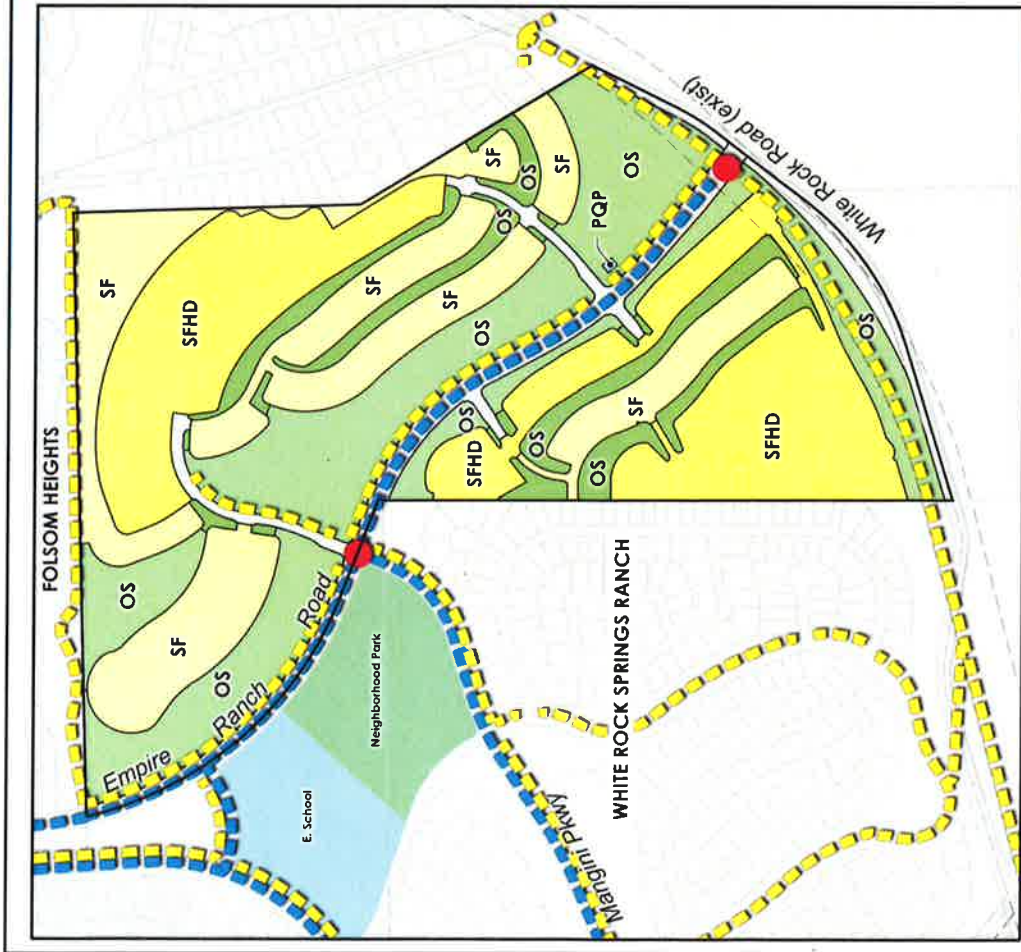 FOLSOM HEIGHTS
SF
SFHD
SF
OS
SF
OS
White Rock Road (exist)
OS
SF
SF
PQP
OS
OS
SF
OS
Empire Ranch Road
SFHD
OS
OS
SF
OS
SFHD
OS
Neighborhood Park
E. School
WHITE ROCK SPRINGS RANCH
Mangini Pkwy